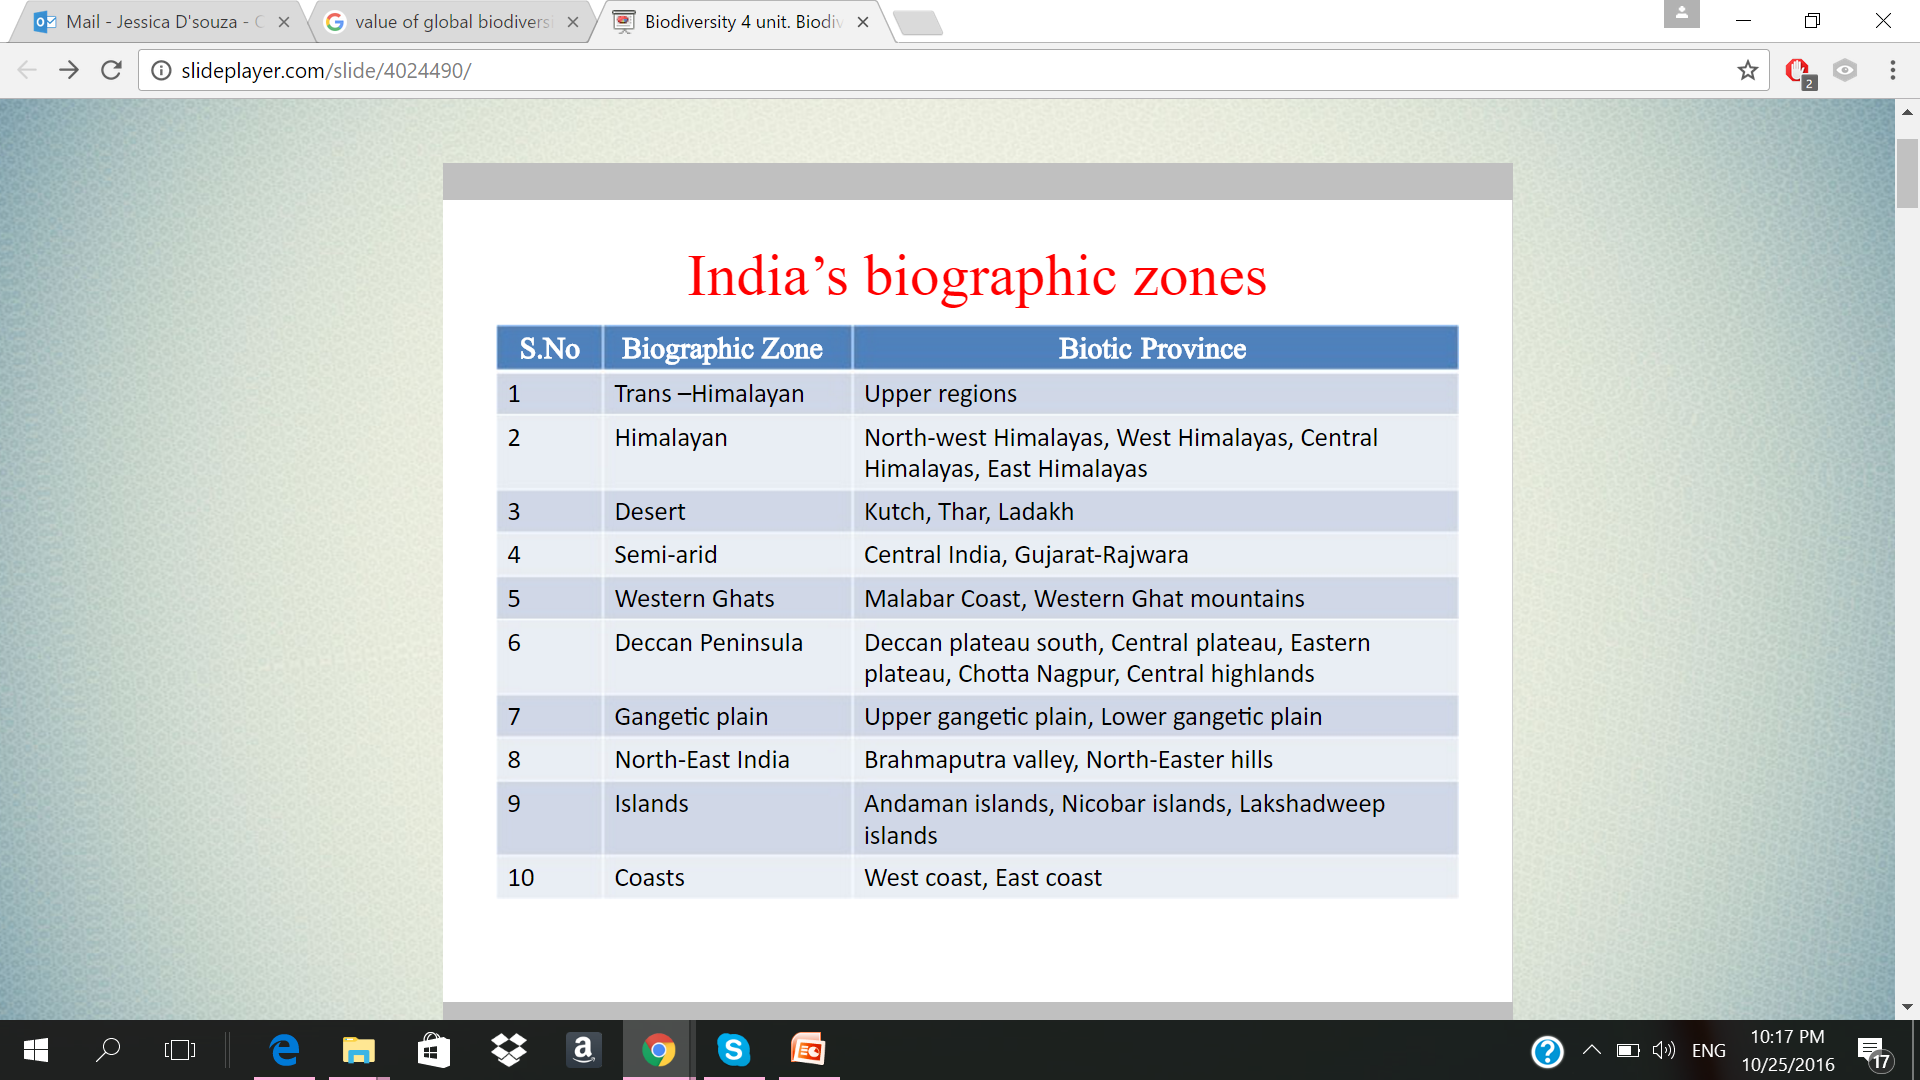 Mail - Jessica D'souza -
value of global biodiversi
Biodiversity 4 unit. Biodiv
slideplayer.com/slide/4024490/
2
India’s biographic zones
S.No Biographic Zone Biotic Province
1 Trans –Himalayan Upper regions
2 Himalayan North-west Himalayas, West Himalayas, Central
Himalayas, East Himalayas
3 Desert Kutch, Thar, Ladakh
4 Semi-arid Central India, Gujarat-Rajwara
5 Western Ghats Malabar Coast, Western Ghat mountains
6 Deccan Peninsula Deccan plateau south, Central plateau, Eastern
plateau, Chotta Nagpur, Central highlands
7 Gangetic plain Upper gangetic plain, Lower gangetic plain
8 North-East India Brahmaputra valley, North-Easter hills
9 Islands Andaman islands, Nicobar islands, Lakshadweep
islands
10 Coasts West coast, East coast
ENG
10:17 PM
10/25/2016
17